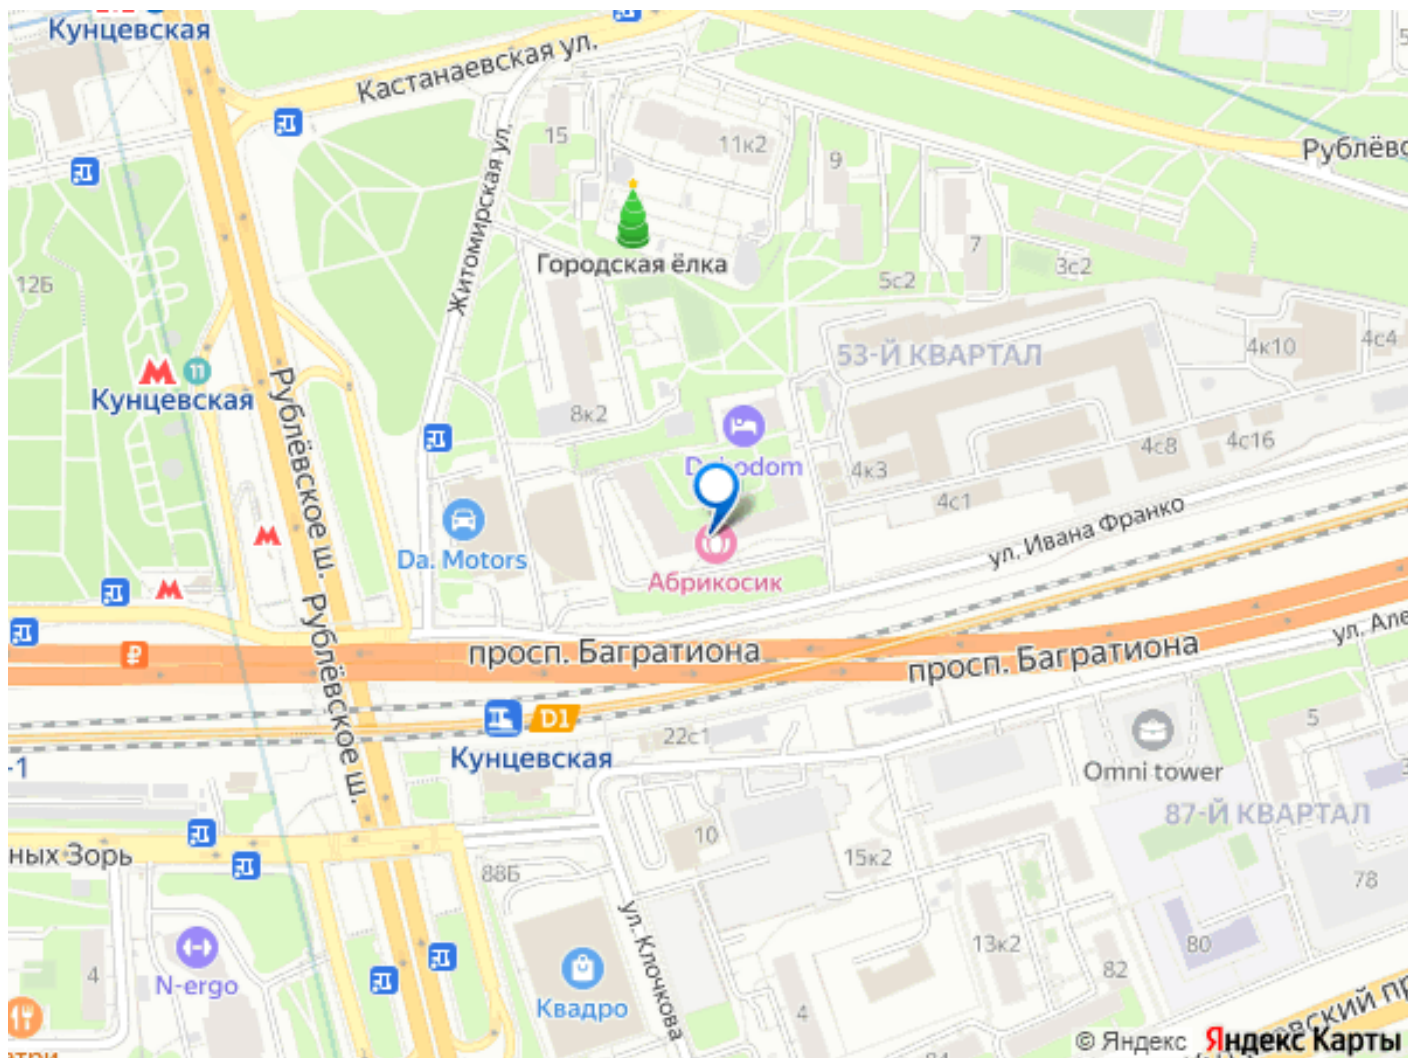 Кунцевская
Кастанаевская ул.
15
11к2
9
Рублёвс
Житомирская ул.
Городская ёлка
7
3с2
5с2
12Б
53-Й КВАРТАЛ
4к10
4с4
М
11
Кунцевская
8к2
4с8
4с16
4к3
4с1
Рублёвское ш.
ул. Ивана Франко
М
Da. Motors
Абрикосик
М
просп. Багратиона
просп. Багратиона
ул. Але
₽
Рублёвское ш.
D1
Кунцевская
22с1
5
-1
Omni tower
87-Й КВАРТАЛ
10
15к2
ных Зорь
88Б
78
ул. Клочкова
13к2
80
82
4
N-ergo
Квадро
4
© Яндекс Яндекс Карты